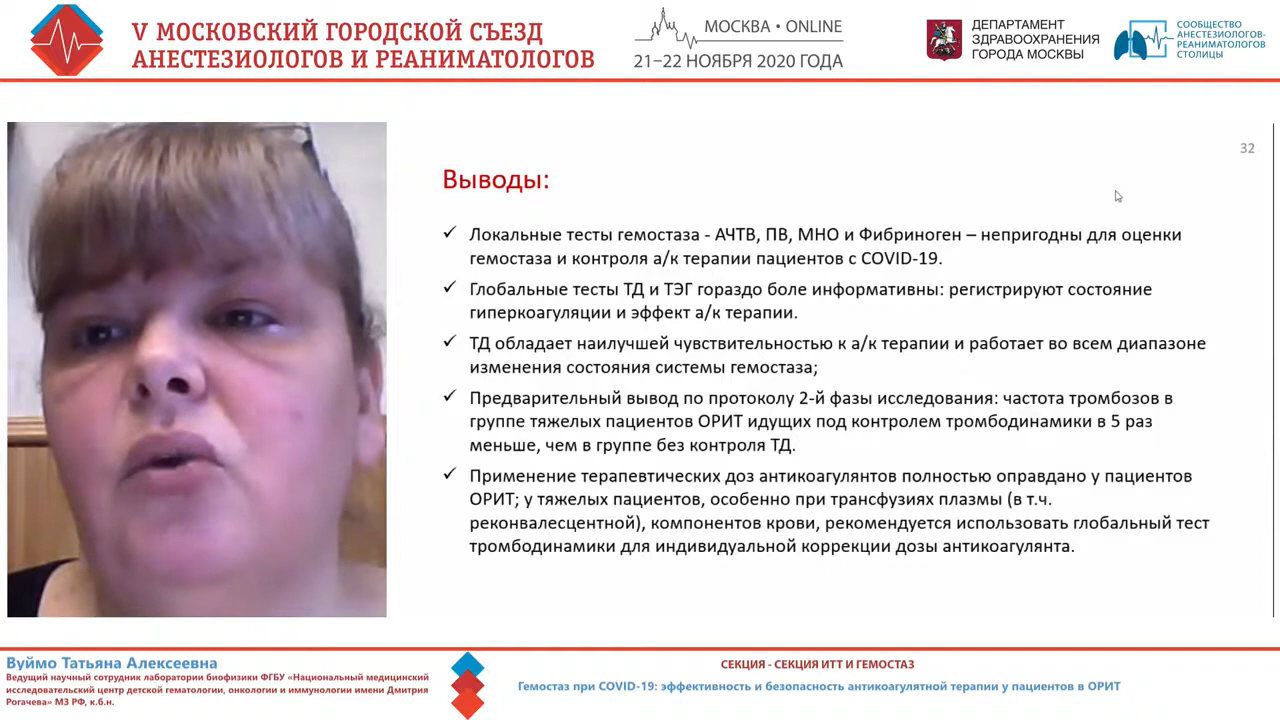 V МОСКОВСКИЙ ГОРОДСКОЙ СЪЕЗД
АНЕСТЕЗИОЛОГОВ И РЕАНИМАТОЛОГОВ
МОСКВА • ONLINE
21–22 НОЯБРЯ 2020 ГОДА
ДЕПАРТАМЕНТ
ЗДРАВООХРАНЕНИЯ
ГОРОДА МОСКВЫ
СООБЩЕСТВО
АНЕСТЕЗИОЛОГОВ-
РЕАНИМАТОЛОГОВ
СТОЛИЦЫ
32
Выводы:
✓ Локальные тесты гемостаза - АЧТВ, ПВ, МНО и Фибриноген – непригодны для оценки
гемостаза и контроля а/к терапии пациентов с COVID-19.
✓ Глобальные тесты ТД и ТЭГ гораздо боле информативны: регистрируют состояние
гиперкоагуляции и эффект а/к терапии.
✓ ТД обладает наилучшей чувствительностью к а/к терапии и работает во всем диапазоне
изменения состояния системы гемостаза;
✓ Предварительный вывод по протоколу 2-й фазы исследования: частота тромбозов в
группе тяжелых пациентов ОРИТ идущих под контролем тромбодинамики в 5 раз
меньше, чем в группе без контроля ТД.
✓ Применение терапевтических доз антикоагулянтов полностью оправдано у пациентов
ОРИТ; у тяжелых пациентов, особенно при трансфузиях плазмы (в т.ч.
реконвалесцентной), компонентов крови, рекомендуется использовать глобальный тест
тромбодинамики для индивидуальной коррекции дозы антикоагулянта.
Вуймо Татьяна Алексеевна
Ведущий научный сотрудник лаборатории биофизики ФГБУ «Национальный медицинский
исследовательский центр детской гематологии, онкологии и иммунологии имени Дмитрия
Рогачева» МЗ РФ, к.б.н.
СЕКЦИЯ - СЕКЦИЯ ИТТ И ГЕМОСТАЗ
Гемостаз при COVID-19: эффективность и безопасность антикоагулятной терапии у пациентов в ОРИТ